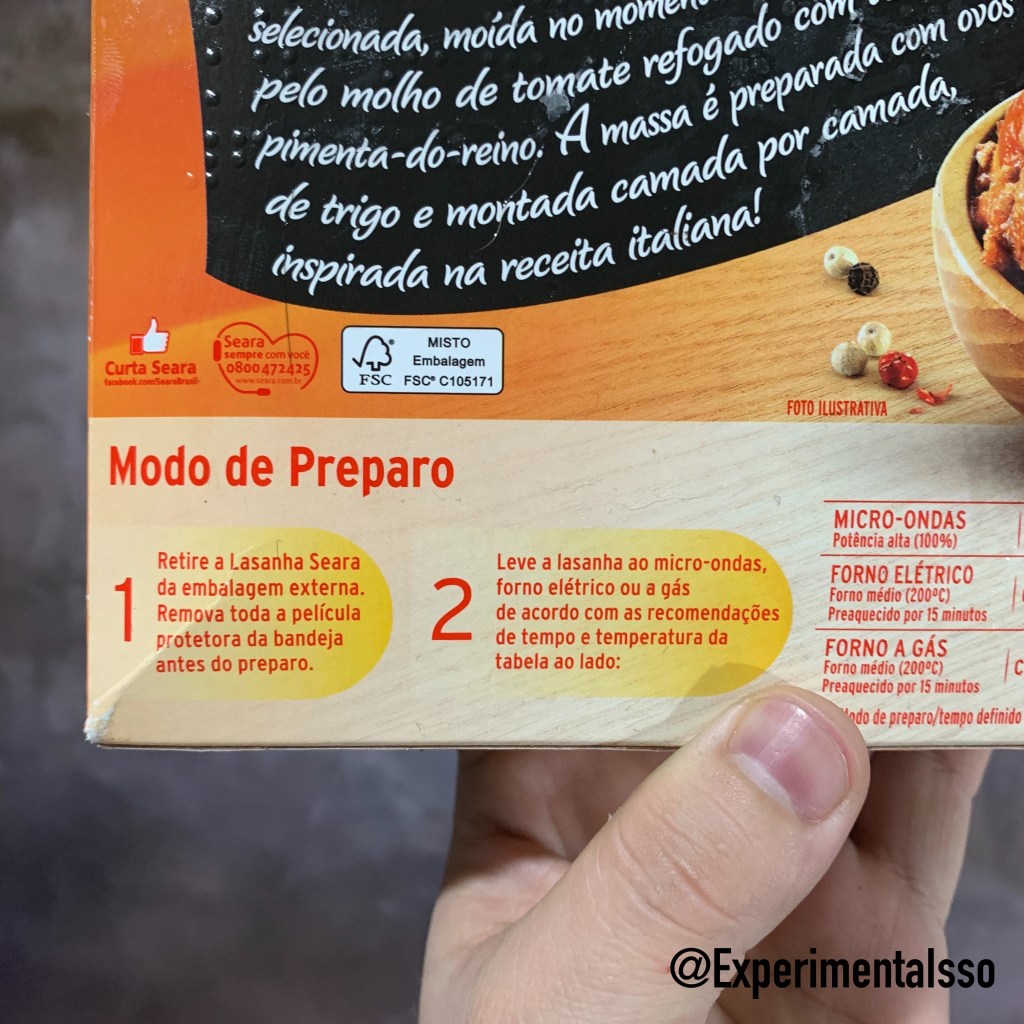 selecionada, moída no momen
pelo molho de tomate refogado com
pimenta-do-reino. A massa é preparada com ovos
de trigo e montada camada por camada,
inspirada na receita italiana!
Curta Seara
facebook.com/SearaBrasil
Seara
sempre com você
0800 472425
www.seara.com.br
FSC
MISTO
Embalagem
FSC® C105171
FOTO ILUSTRATIVA
Modo de Preparo
1
Retire a Lasanha Seara
da embalagem externa.
Remova toda a película
protetora da bandeja
antes do preparo.
2
Leve a lasanha ao micro-ondas,
forno elétrico ou a gás
de acordo com as recomendações
de tempo e temperatura da
tabela ao lado:
MICRO-ONDAS
Potência alta (100%)
FORNO ELÉTRICO
Forno médio (200ºC)
Preaquecido por 15 minutos
FORNO A GÁS
Forno médio (200ºC)
Preaquecido por 15 minutos
do de preparo/tempo definido
@ExperimentaIsso